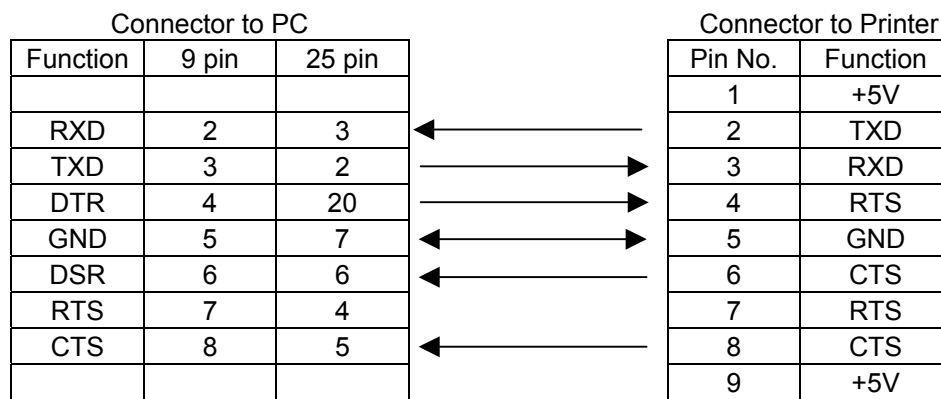 Connector to PC Connector to Printer
Function 9 pin 25 pin Pin No. Function
1 +5V
RXD 2 3 2 TXD
TXD 3 2 3 RXD
DTR 4 20 4 RTS
GND 5 7 5 GND
DSR 6 6 6 CTS
RTS 7 4 7 RTS
CTS 8 5 8 CTS
9 +5V